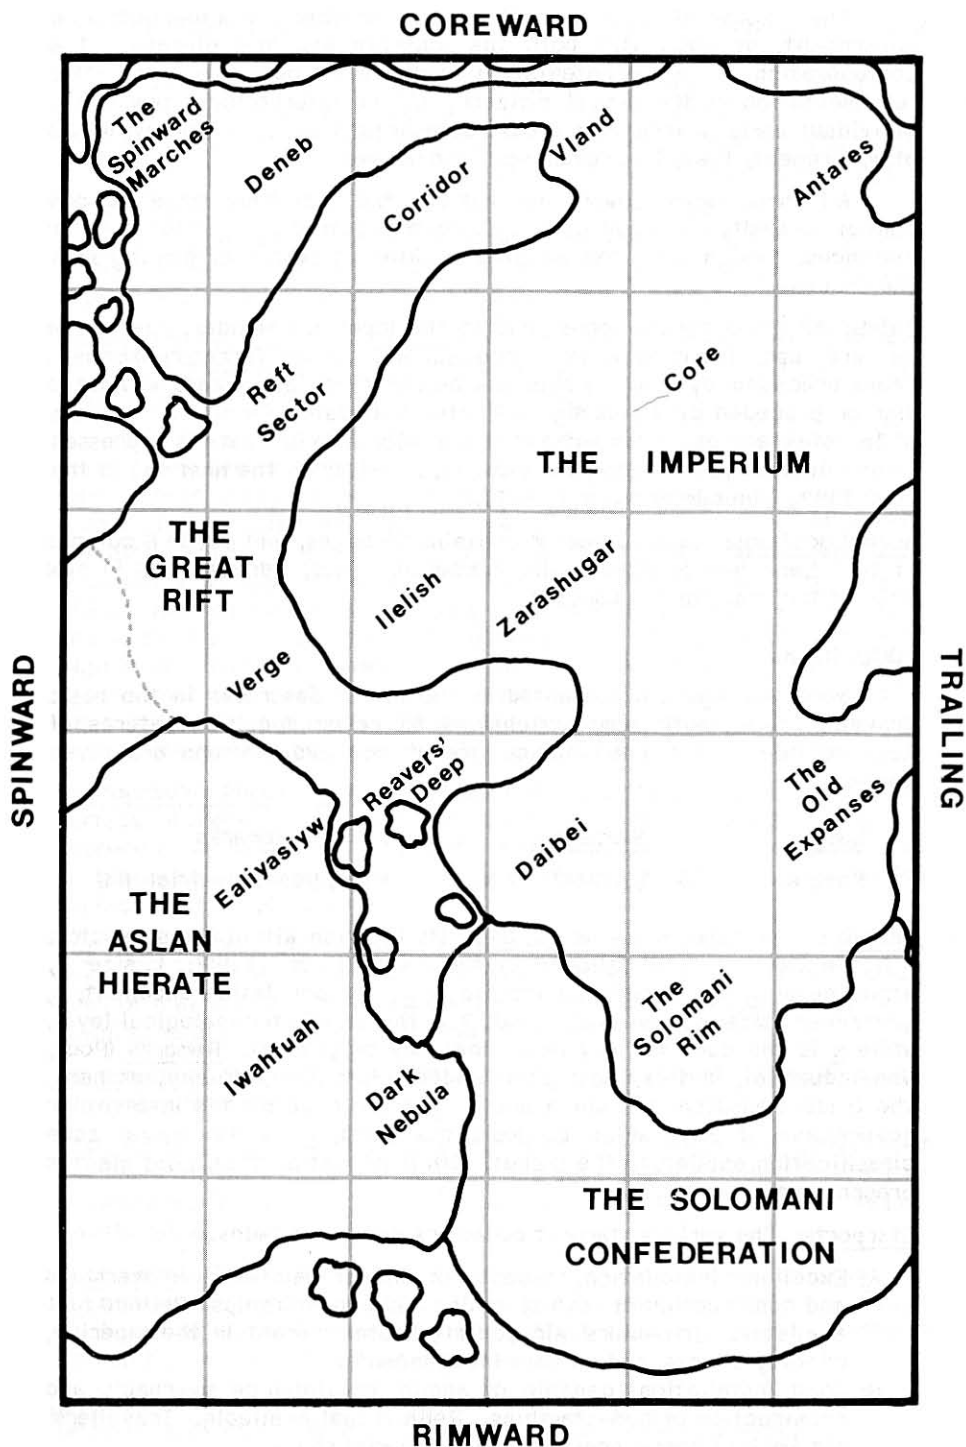 COREWARD
The
Spinward
Marches
Deneb
Corridor
Vland
Antares
Reft
Sector
Core
THE IMPERIUM
THE
GREAT
RIFT
Ilelish
Zarashugar
Verge
SPINWARD
TRAILING
Reavers'
Deep
The
Old
Expanses
Ealiyasiyw
Daibei
THE
ASLAN
HIERATE
The
Solomani
Rim
Iwahfuah
Dark
Nebula
THE SOLOMANI
CONFEDERATION
RIMWARD